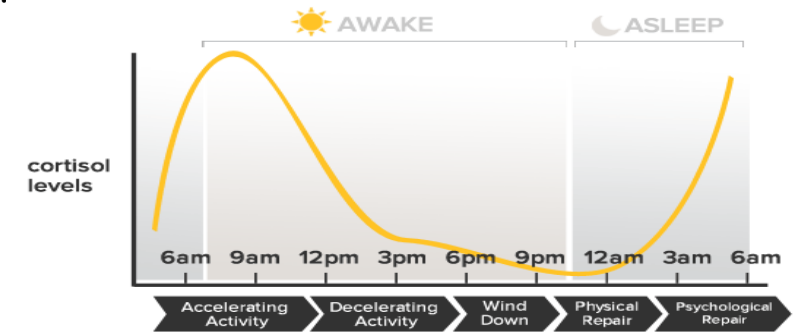 AWAKE
ASLEEP
cortisol
levels
6am 9am 12pm 3pm 6pm 9pm 12am 3am 6am
Accelerating
Activity
Decelerating
Activity
Wind
Down
Physical
Repair
Psychological
Repair